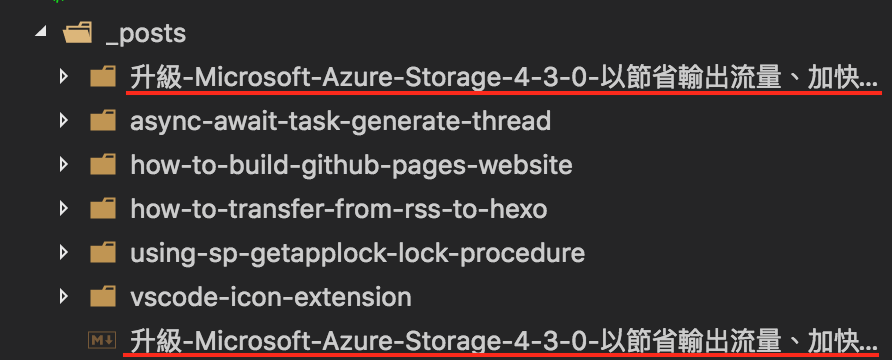 _posts
升級-Microsoft-Azure-Storage-4-3-0-以節省輸出流量、加快...
async-await-task-generate-thread
how-to-build-github-pages-website
how-to-transfer-from-rss-to-hexo
using-sp-getapplock-lock-procedure
vscode-icon-extension
M↓ 升級-Microsoft-Azure-Storage-4-3-0-以節省輸出流量、加快...